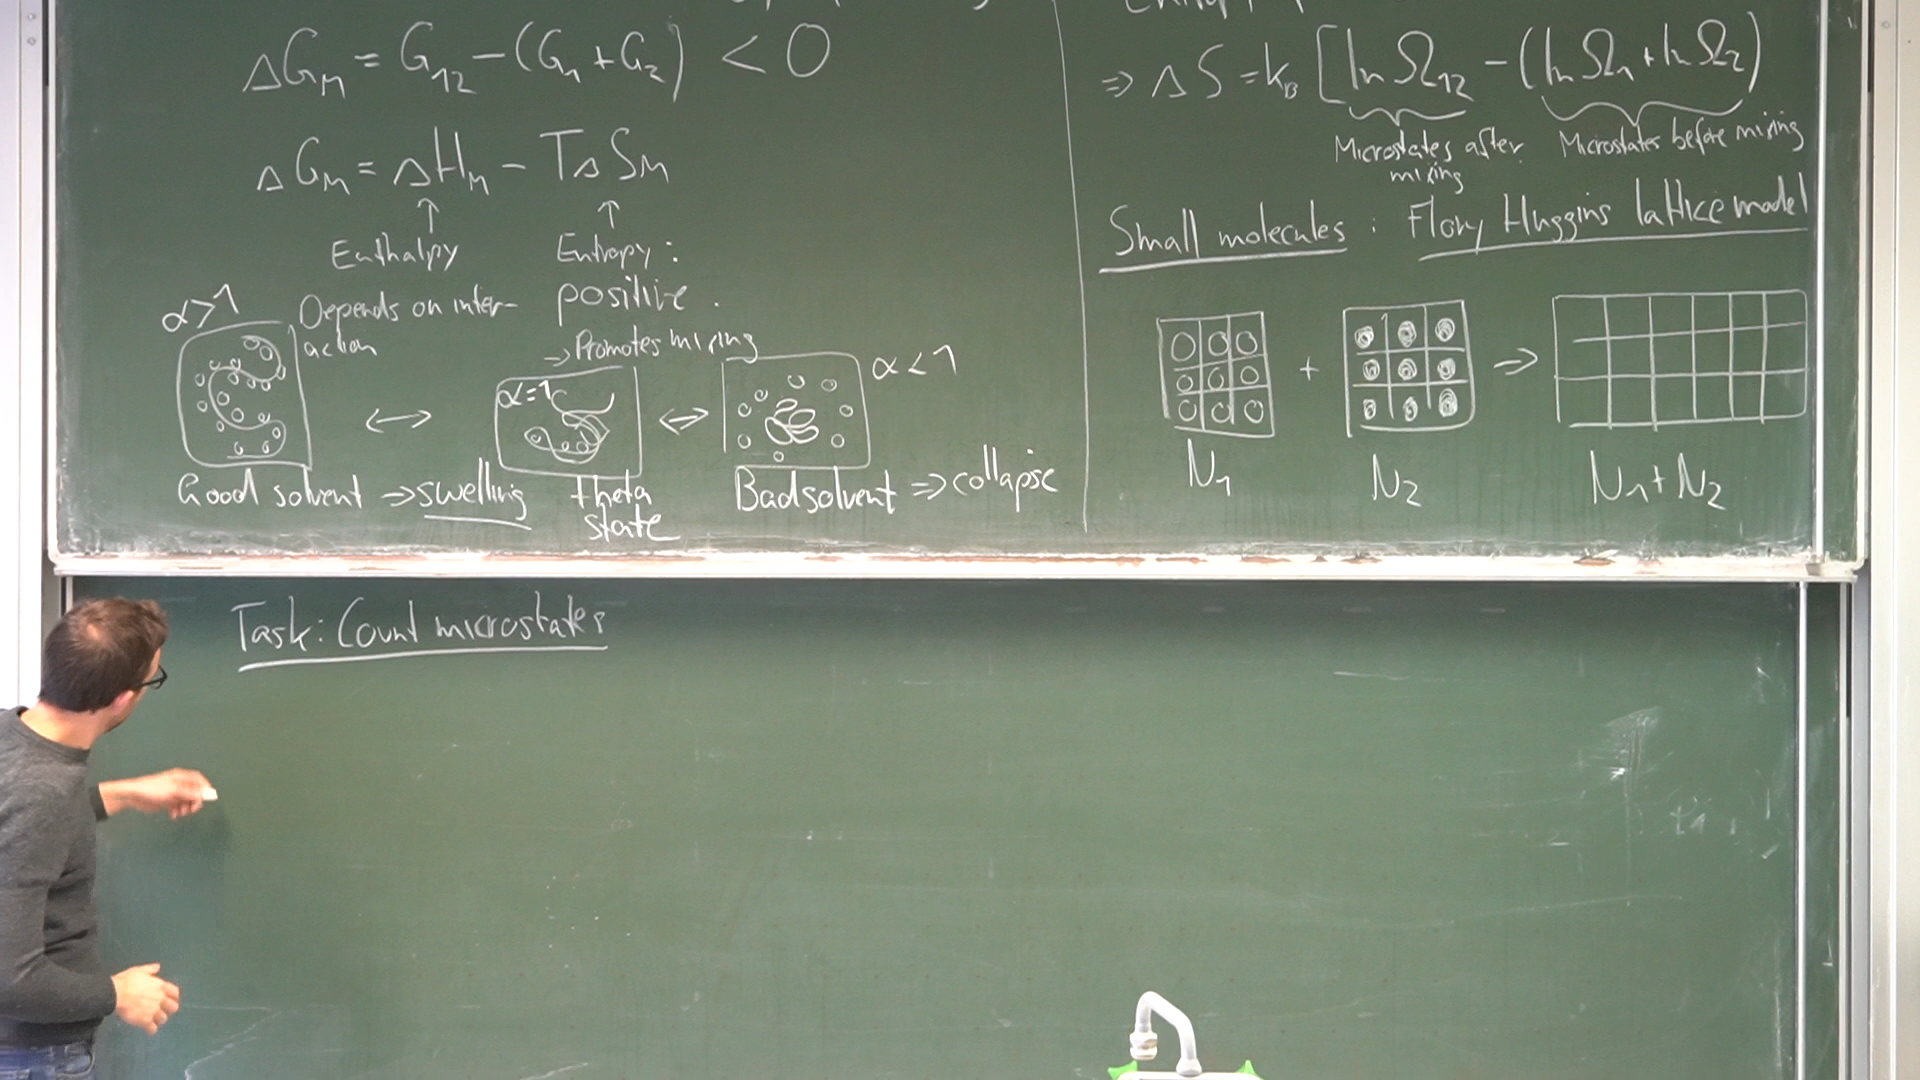 ΔG_M = G_12 - (G_1 + G_2) < 0
ΔG_M = ΔH_M - TΔS_M
↑ ↑
Enthalpy
Depends on inter-
action
Entropy :
positive .
=> Promotes mixing
α>1
α=1
α<1
Good solvent => swelling
theta
state
Bad solvent => collapse
=> ΔS = k_B [ln Ω_12 - (ln Ω_1 + ln Ω_2)
Microstates after
mixing
Microstates before mixing
Small molecules : Flory Huggins lattice model
+ =>
N_1
N_2
N_1 + N_2
Task: Count microstates